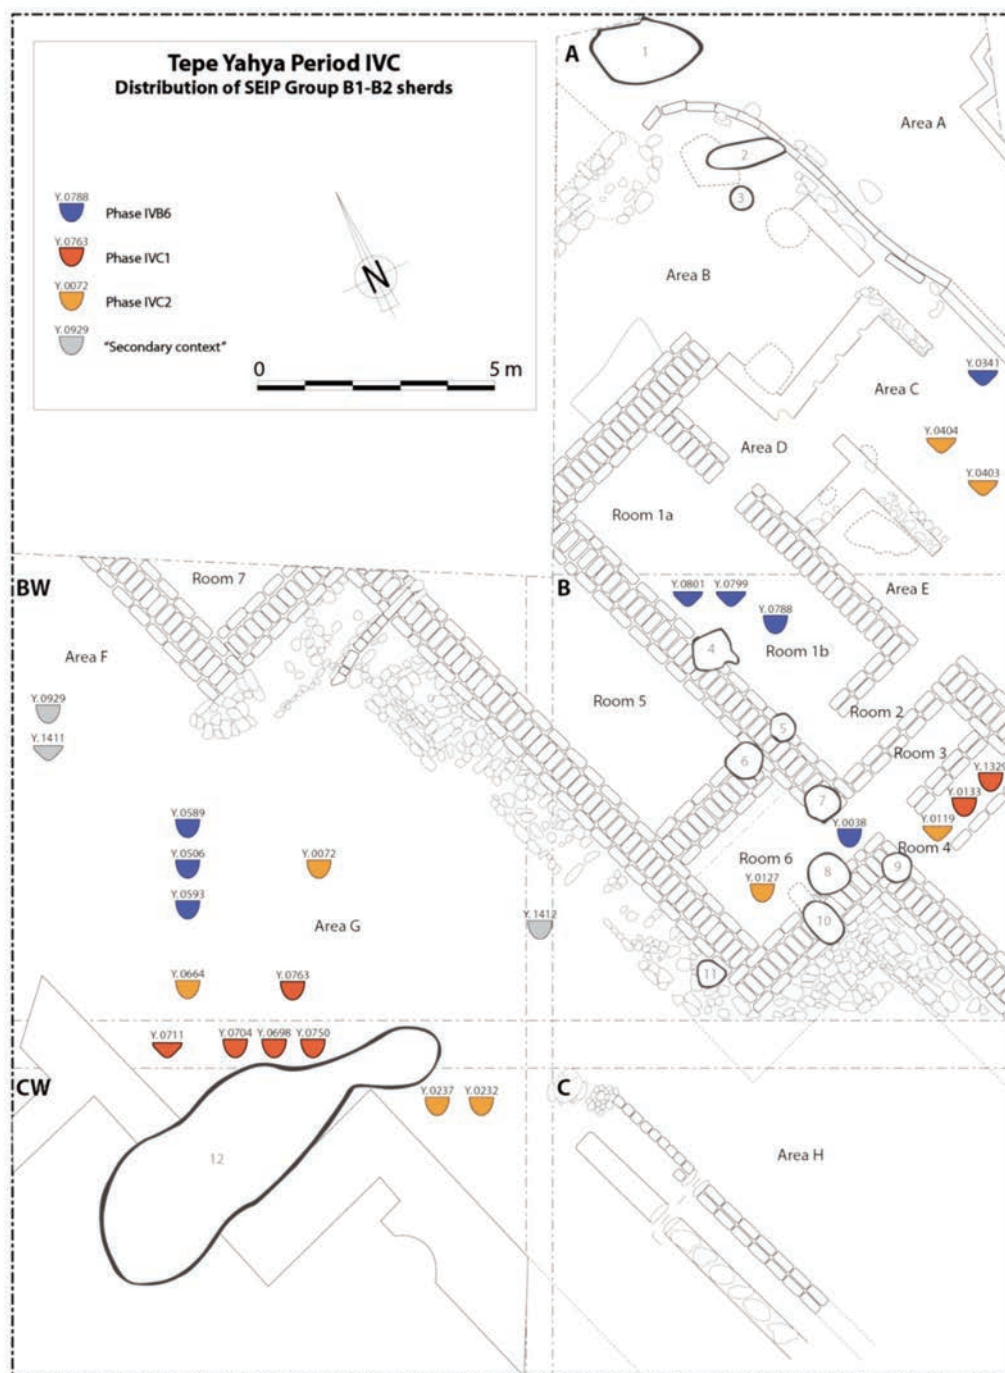 Tepe Yahya Period IVC
Distribution of SEIP Group B1-B2 sherds
Y.0788
Phase IVB6
Y.0763
Phase IVC1
Y.0072
Phase IVC2
Y.0929
"Secondary context"
N
0 5 m
A
1
Area A
2
3
Area B
Y.0341
Area C
Y.0404
Area D
Y.0403
Room 1a
BW
Room 7
B
Area E
Y.0801 Y.0799
Y.0788
4
Room 1b
Area F
Y.0929
Y.1411
Room 5
Room 2
5
Room 3
6
Y.1329
Y.0133
7
Y.0589
Y.0038
Y.0119
Room 4
Y.0506
Y.0072
Room 6
8
9
Y.0127
Y.0593
Y.1412
10
Area G
11
Y.0664
Y.0763
Y.0711
Y.0704 Y.0698 Y.0750
CW
C
Y.0237 Y.0232
12
Area H